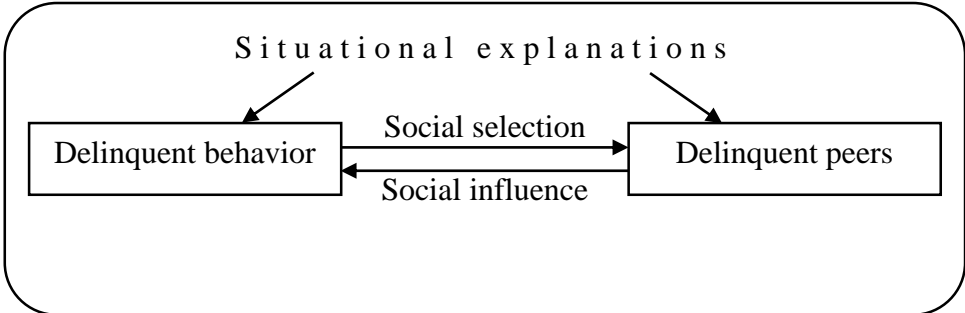 Situational explanations
Social selection
Delinquent behavior
Delinquent peers
Social influence